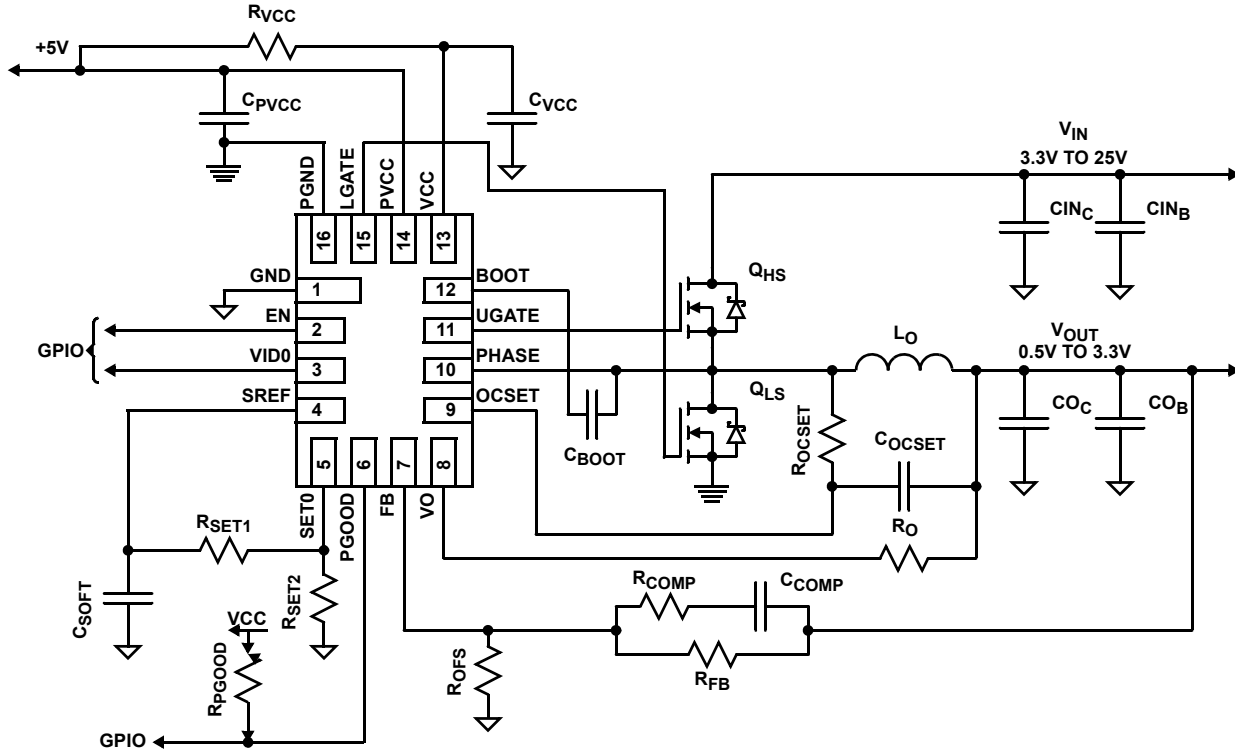 RVCC
+5V
CPVCC
CVCC
VIN
3.3V TO 25V
PGND
LGATE
PVCC
VCC
16
15
14
13
CINC
CINB
GND
1
12
BOOT
QHS
EN
2
11
UGATE
GPIO
VID0
3
10
PHASE
LO
VOUT
0.5V TO 3.3V
SREF
4
9
OCSET
QLS
COC
COB
CBOOT
ROCSET
COCSET
5
6
7
8
SET0
PGOOD
FB
VO
RSET1
RO
CSOFT
RSET2
RCOMP
CCOMP
VCC
RPGOOD
ROFS
RFB
GPIO